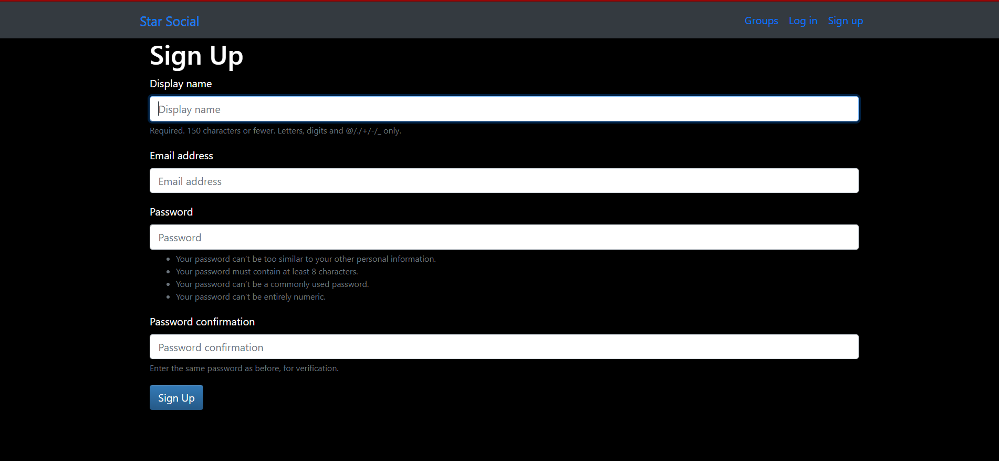 Star Social
Groups Log in Sign up
Sign Up
Display name
Display name
Required. 150 characters or fewer. Letters, digits and @/./+/-/_ only.
Email address
Email address
Password
Password
Your password can’t be too similar to your other personal information.
Your password must contain at least 8 characters.
Your password can’t be a commonly used password.
Your password can’t be entirely numeric.
Password confirmation
Password confirmation
Enter the same password as before, for verification.
Sign Up